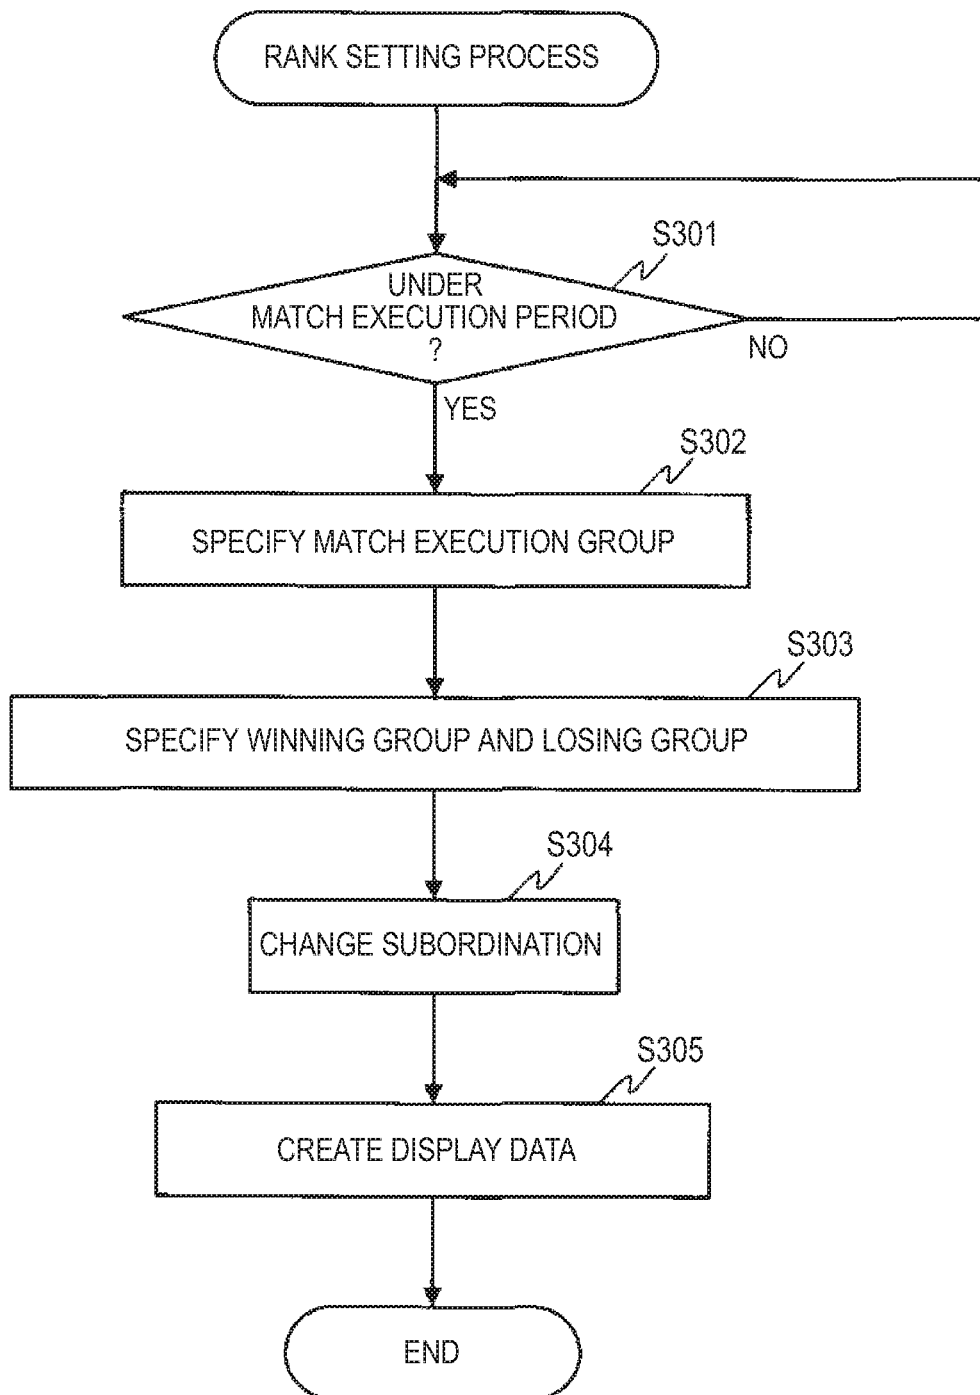 RANK SETTING PROCESS
S301
UNDER
MATCH EXECUTION PERIOD
?
NO
YES
S302
SPECIFY MATCH EXECUTION GROUP
S303
SPECIFY WINNING GROUP AND LOSING GROUP
S304
CHANGE SUBORDINATION
S305
CREATE DISPLAY DATA
END